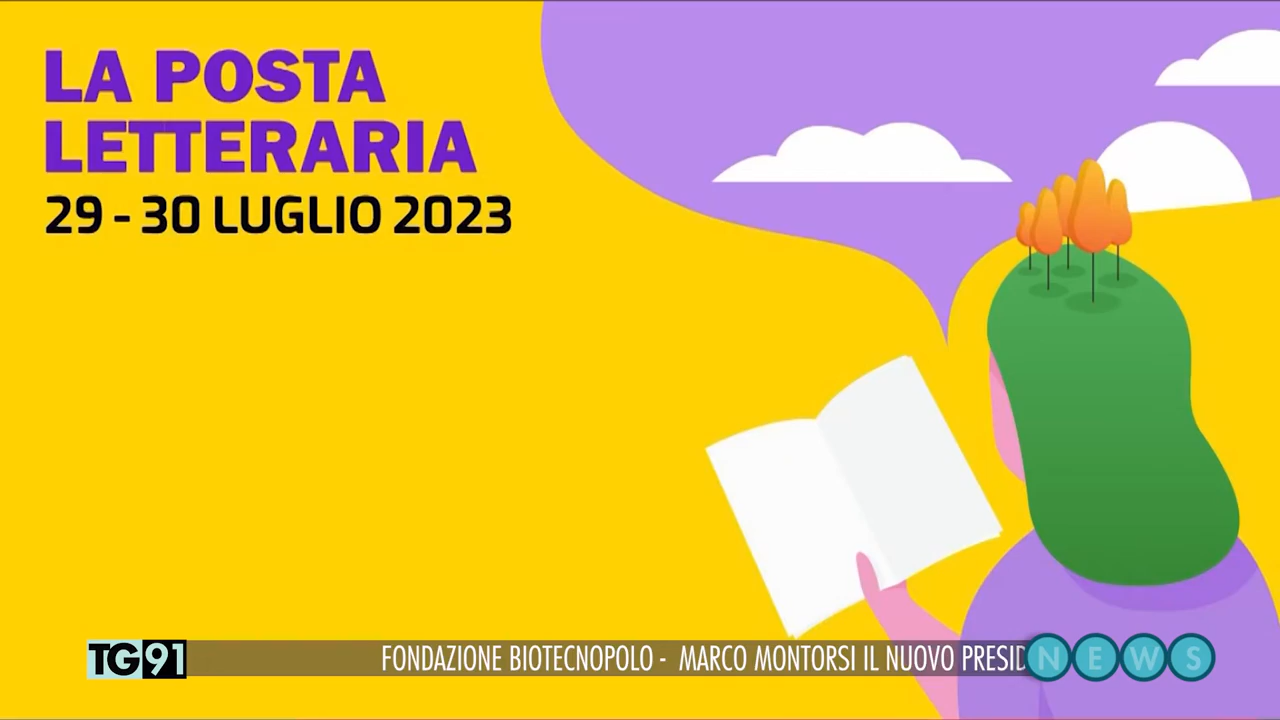 LA POSTA
LETTERARIA
29 - 30 LUGLIO 2023
TG91 FONDAZIONE BIOTECNOPOLO - MARCO MONTORSI IL NUOVO PRESID NEWS